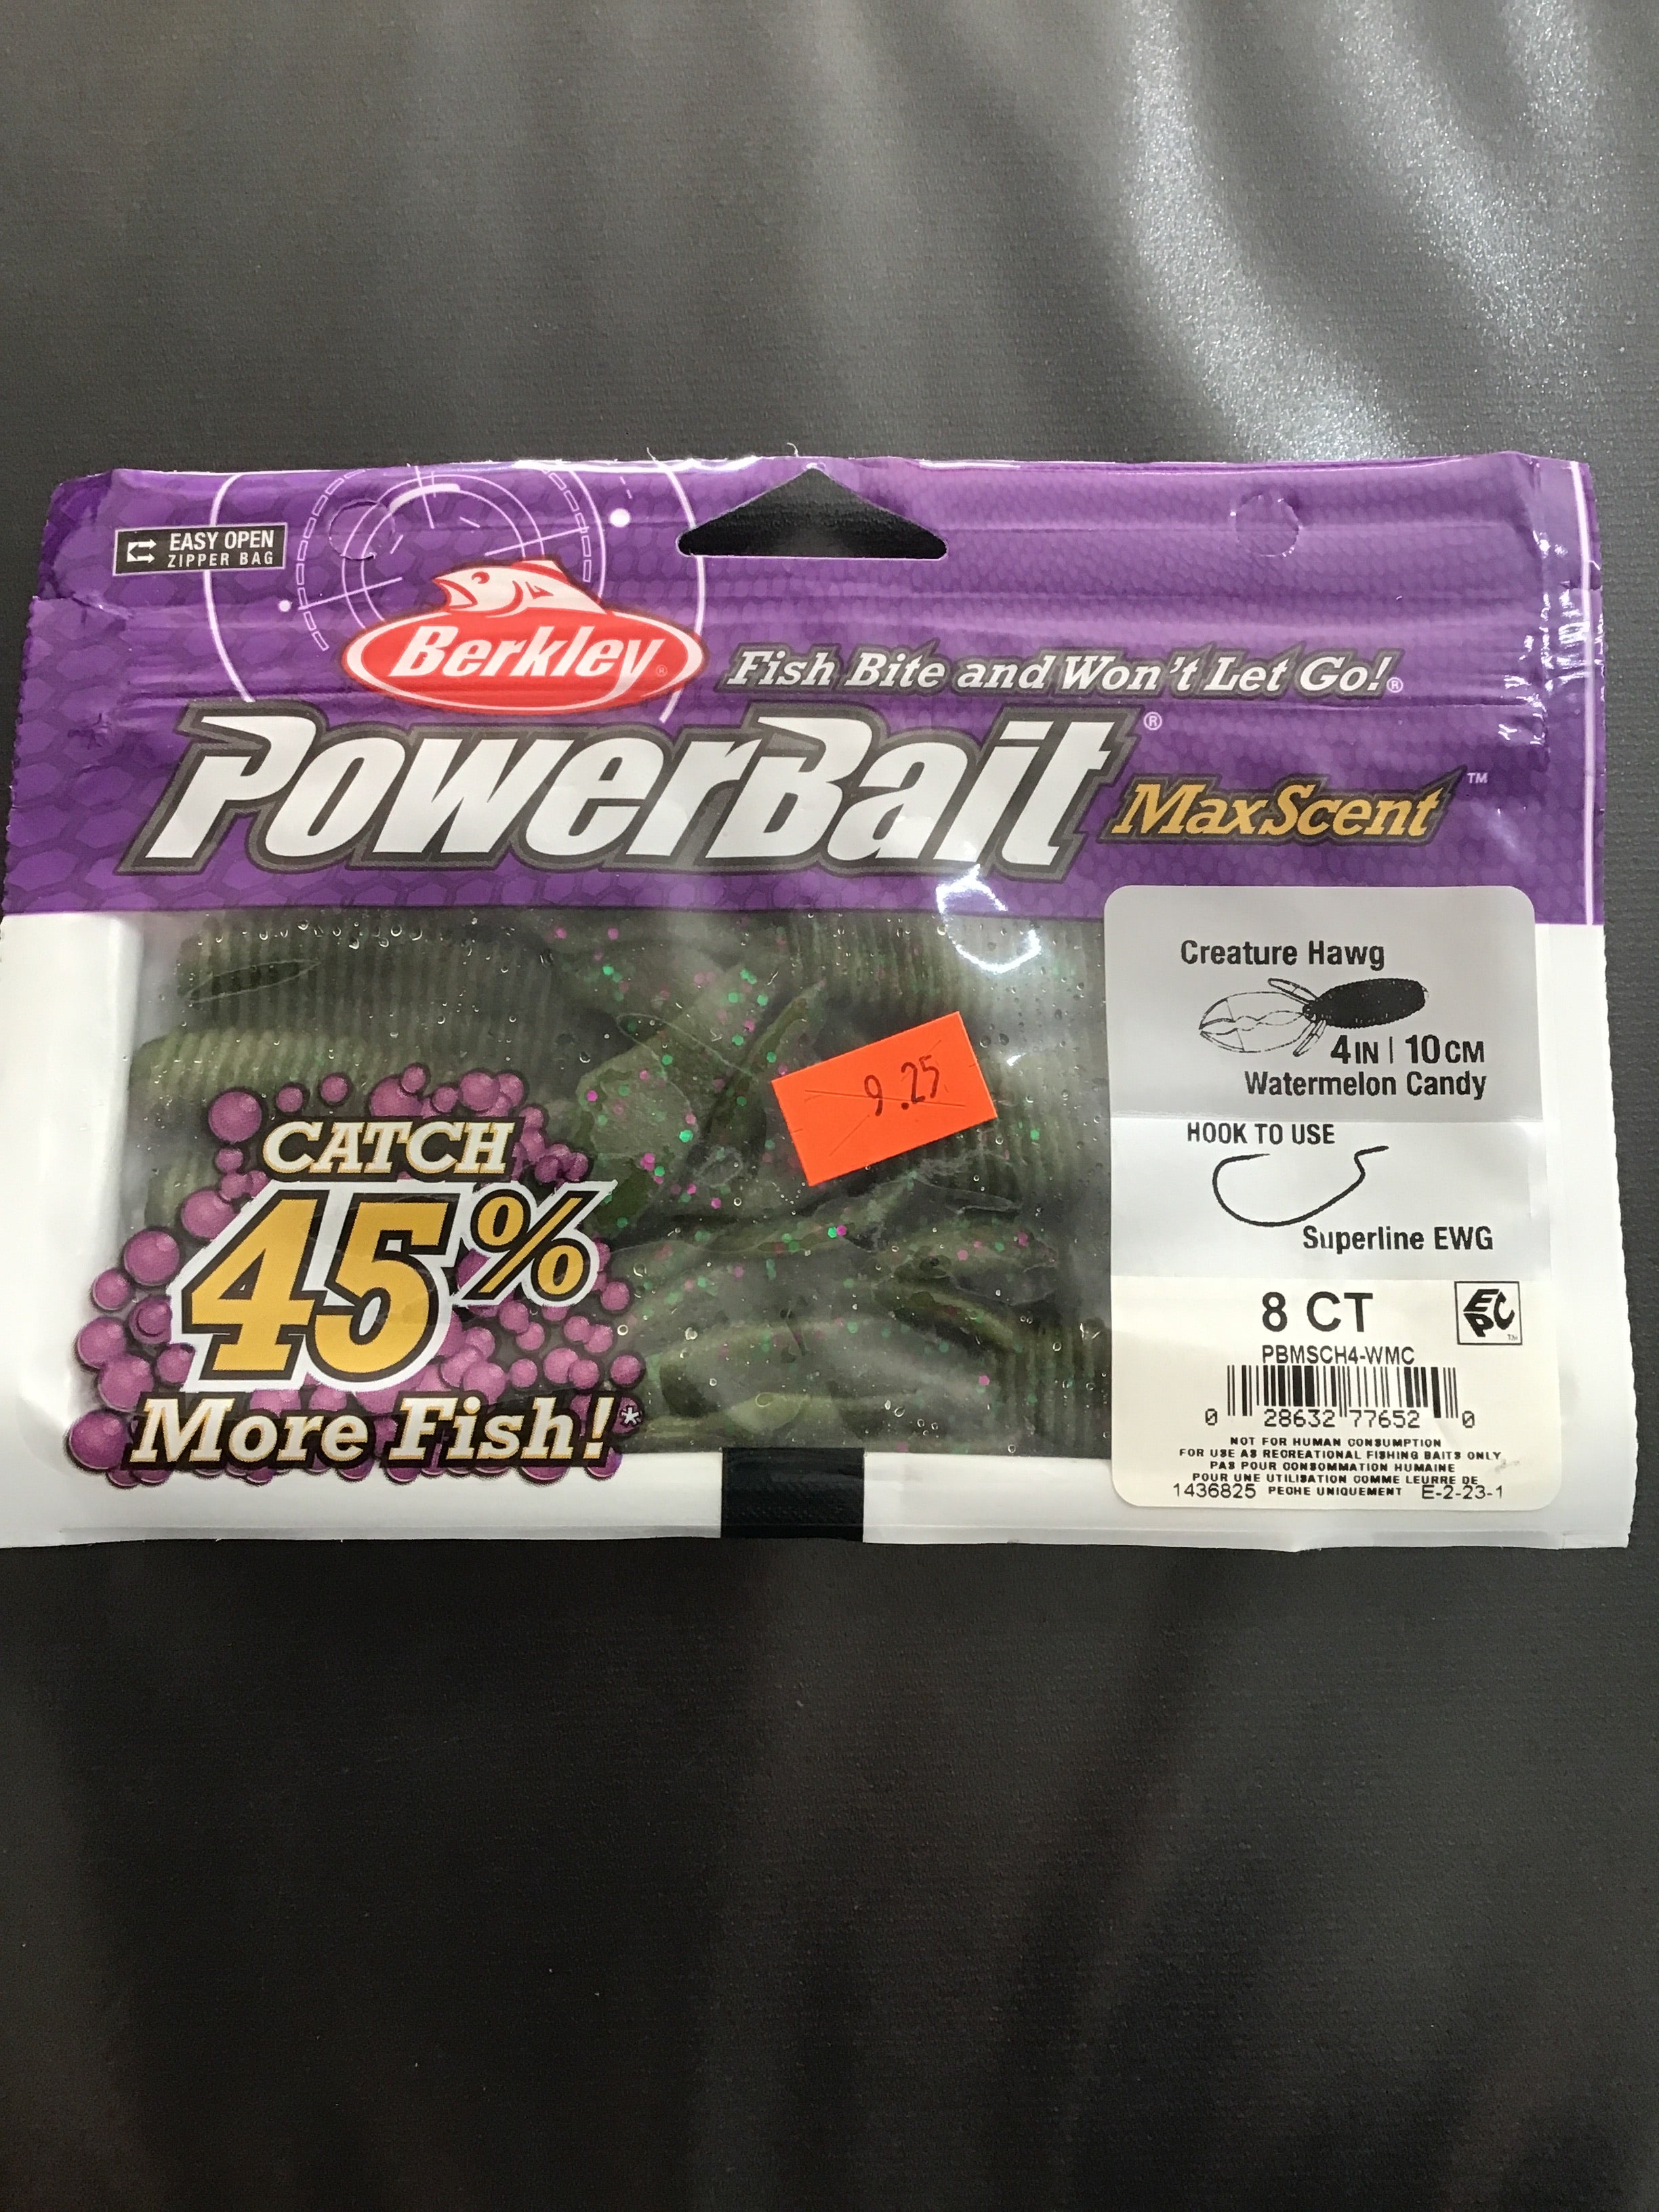 EASY OPEN
ZIPPER BAG
Berkley®
Fish Bite and Won't Let Go!®
PowerBait®
MaxScent™
Creature Hawg
4IN | 10CM
Watermelon Candy
9.25
HOOK TO USE
Superline EWG
CATCH
45%
More Fish!*
8 CT
EPC™
PBMSCH4-WMC
0 28632 77652 0
NOT FOR HUMAN CONSUMPTION
FOR USE AS RECREATIONAL FISHING BAITS ONLY
PAS POUR CONSOMMATION HUMAINE
POUR UNE UTILISATION COMME LEURRE DE
1436825 PECHE UNIQUEMENT E-2-23-1